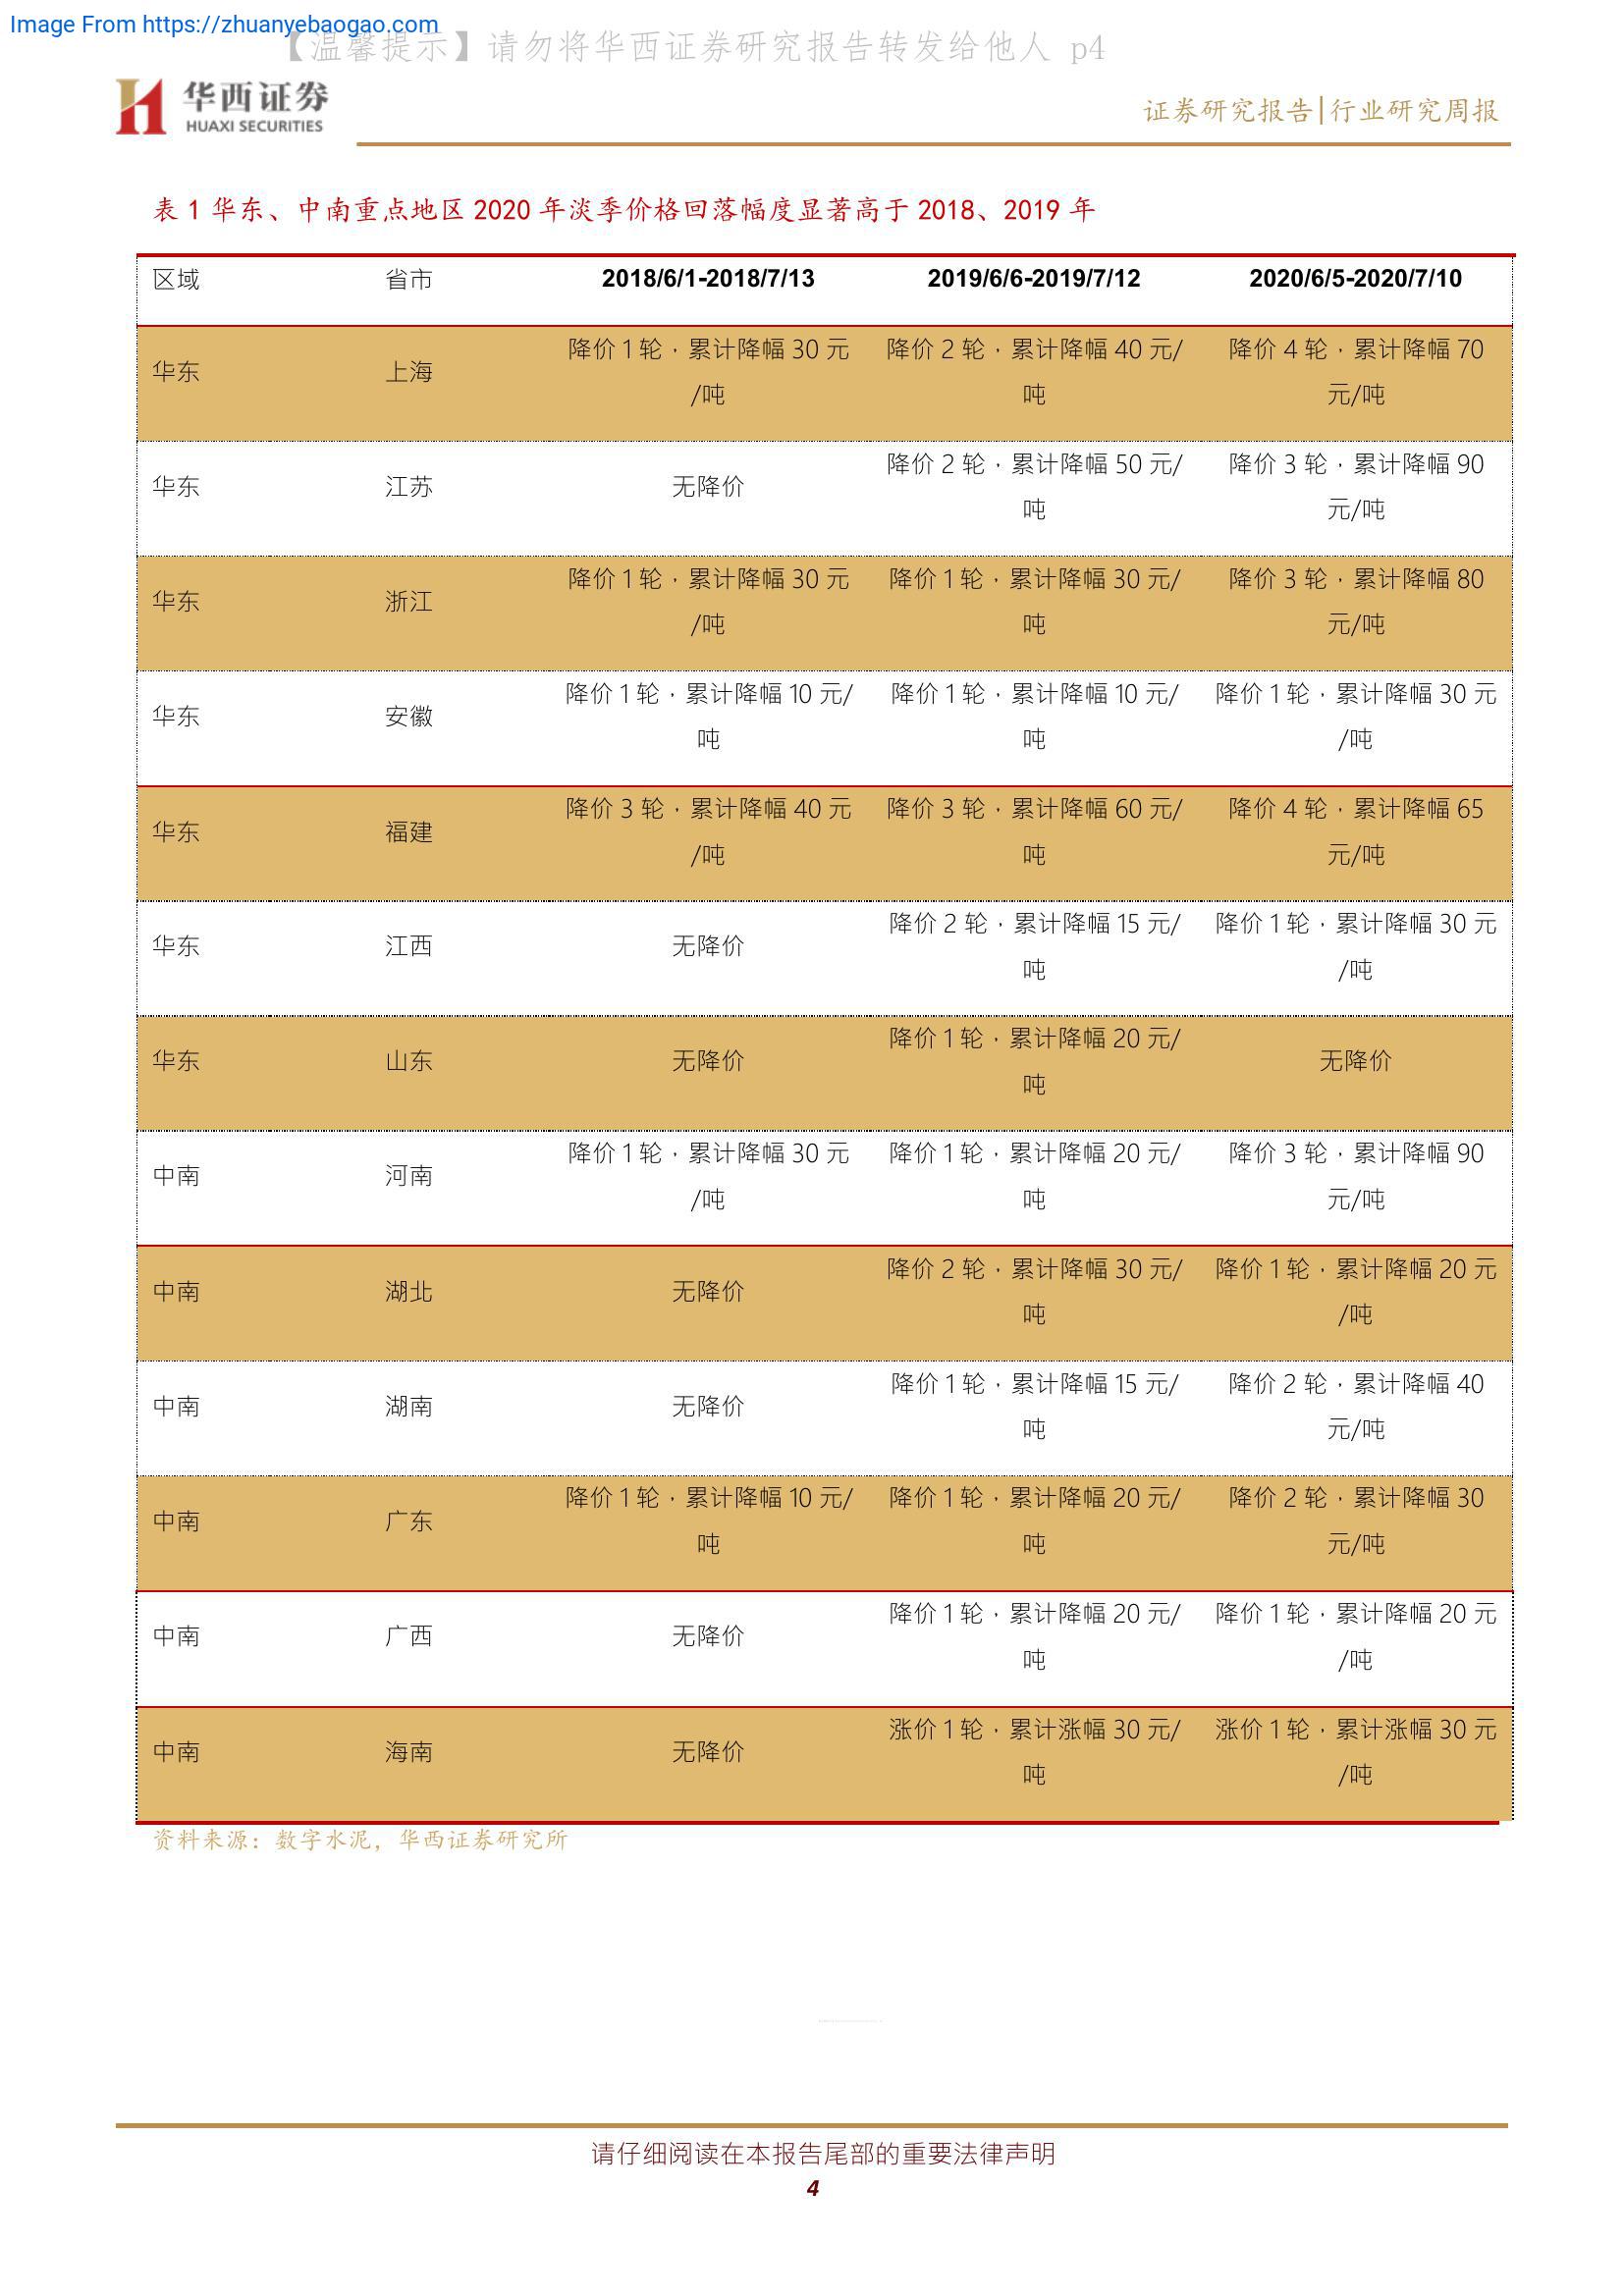 Image From https://zhuanyebaogao.com
【温馨提示】请勿将华西证券研究报告转发给他人 p4
华西证券
HUAXI SECURITIES
证券研究报告|行业研究周报
表 1 华东、中南重点地区 2020 年淡季价格回落幅度显著高于 2018、2019 年
区域 省市 2018/6/1-2018/7/13 2019/6/6-2019/7/12 2020/6/5-2020/7/10
降价 1 轮，累计降幅 30 元 降价 2 轮，累计降幅 40 元/ 降价 4 轮，累计降幅 70
华东 上海
/吨 吨 元/吨
降价 2 轮，累计降幅 50 元/ 降价 3 轮，累计降幅 90
华东 江苏 无降价
吨 元/吨
降价 1 轮，累计降幅 30 元 降价 1 轮，累计降幅 30 元/ 降价 3 轮，累计降幅 80
华东 浙江
/吨 吨 元/吨
降价 1 轮，累计降幅 10 元/ 降价 1 轮，累计降幅 10 元/ 降价 1 轮，累计降幅 30 元
华东 安徽
吨 吨 /吨
降价 3 轮，累计降幅 40 元 降价 3 轮，累计降幅 60 元/ 降价 4 轮，累计降幅 65
华东 福建
/吨 吨 元/吨
降价 2 轮，累计降幅 15 元/ 降价 1 轮，累计降幅 30 元
华东 江西 无降价
吨 /吨
降价 1 轮，累计降幅 20 元/
华东 山东 无降价 无降价
吨
降价 1 轮，累计降幅 30 元 降价 1 轮，累计降幅 20 元/ 降价 3 轮，累计降幅 90
中南 河南
/吨 吨 元/吨
降价 2 轮，累计降幅 30 元/ 降价 1 轮，累计降幅 20 元
中南 湖北 无降价
吨 /吨
降价 1 轮，累计降幅 15 元/ 降价 2 轮，累计降幅 40
中南 湖南 无降价
吨 元/吨
降价 1 轮，累计降幅 10 元/ 降价 1 轮，累计降幅 20 元/ 降价 2 轮，累计降幅 30
中南 广东
吨 吨 元/吨
降价 1 轮，累计降幅 20 元/ 降价 1 轮，累计降幅 20 元
中南 广西 无降价
吨 /吨
涨价 1 轮，累计涨幅 30 元/ 涨价 1 轮，累计涨幅 30 元
中南 海南 无降价
吨 /吨
资料来源：数字水泥，华西证券研究所
请仔细阅读在本报告尾部的重要法律声明
4